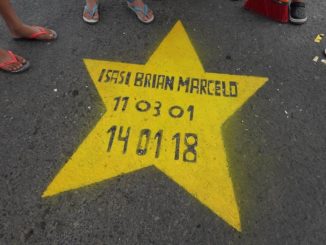 ISASI BRIAN MARCELO
11 03 01
14 01 18